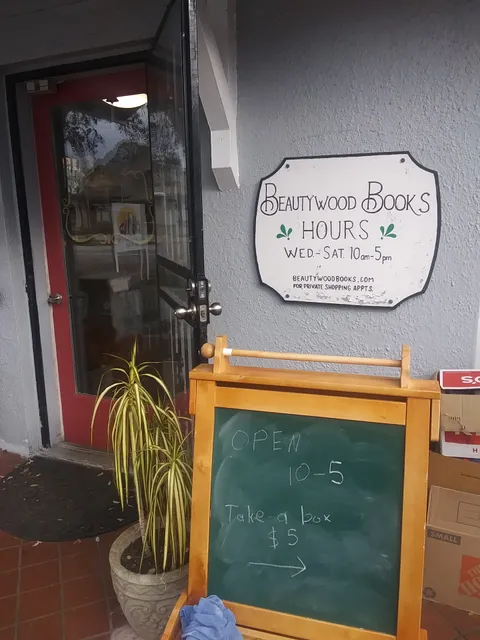 BEAUTYWOOD BOOKS
HOURS
WED.-SAT. 10am-5pm
BEAUTYWOODBOOKS.COM
FOR PRIVATE SHOPPING APPTS.
OPEN
10-5
Take a box
$5
SMALL